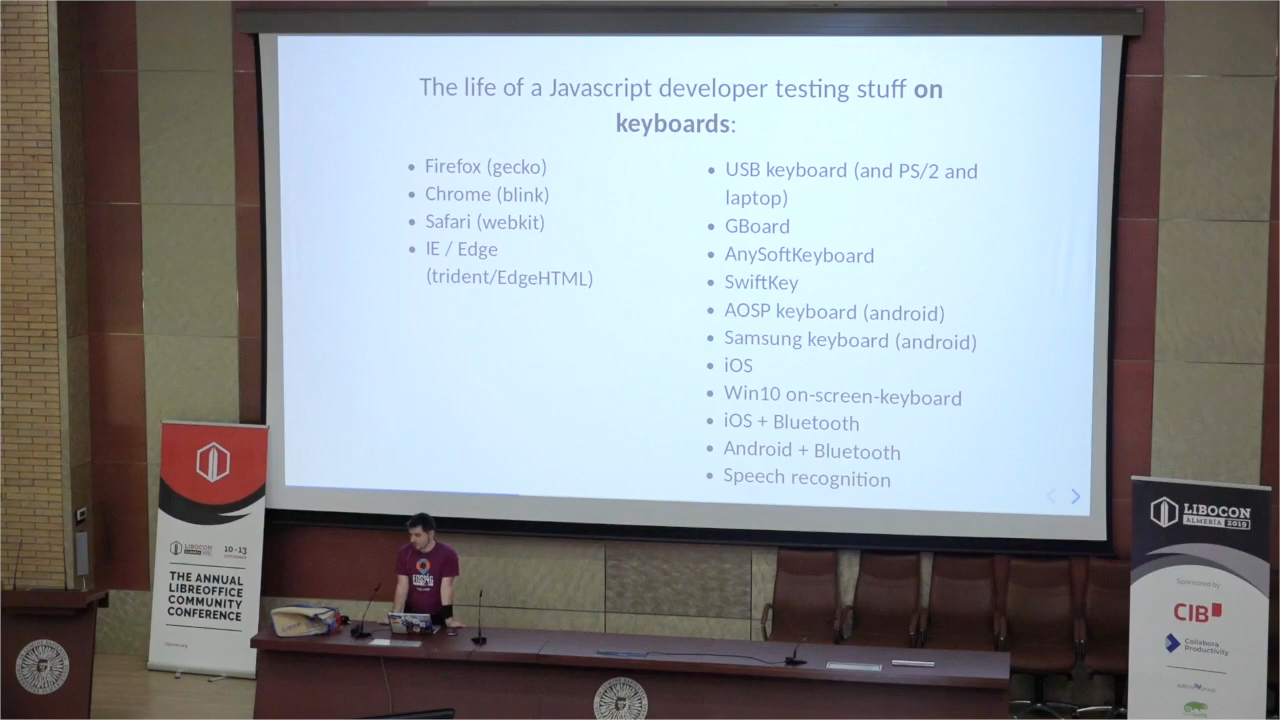 The life of a Javascript developer testing stuff on
keyboards:
• Firefox (gecko)
• Chrome (blink)
• Safari (webkit)
• IE / Edge
(trident/EdgeHTML)
• USB keyboard (and PS/2 and
laptop)
• GBoard
• AnySoftKeyboard
• SwiftKey
• AOSP keyboard (android)
• Samsung keyboard (android)
• iOS
• Win10 on-screen-keyboard
• iOS + Bluetooth
• Android + Bluetooth
• Speech recognition
LIBOCON
10-13
THE ANNUAL
LIBREOFFICE
COMMUNITY
CONFERENCE
LIBOCON
ALMERÍA 2019
Sponsored by
CIB
Collabora
Productivity